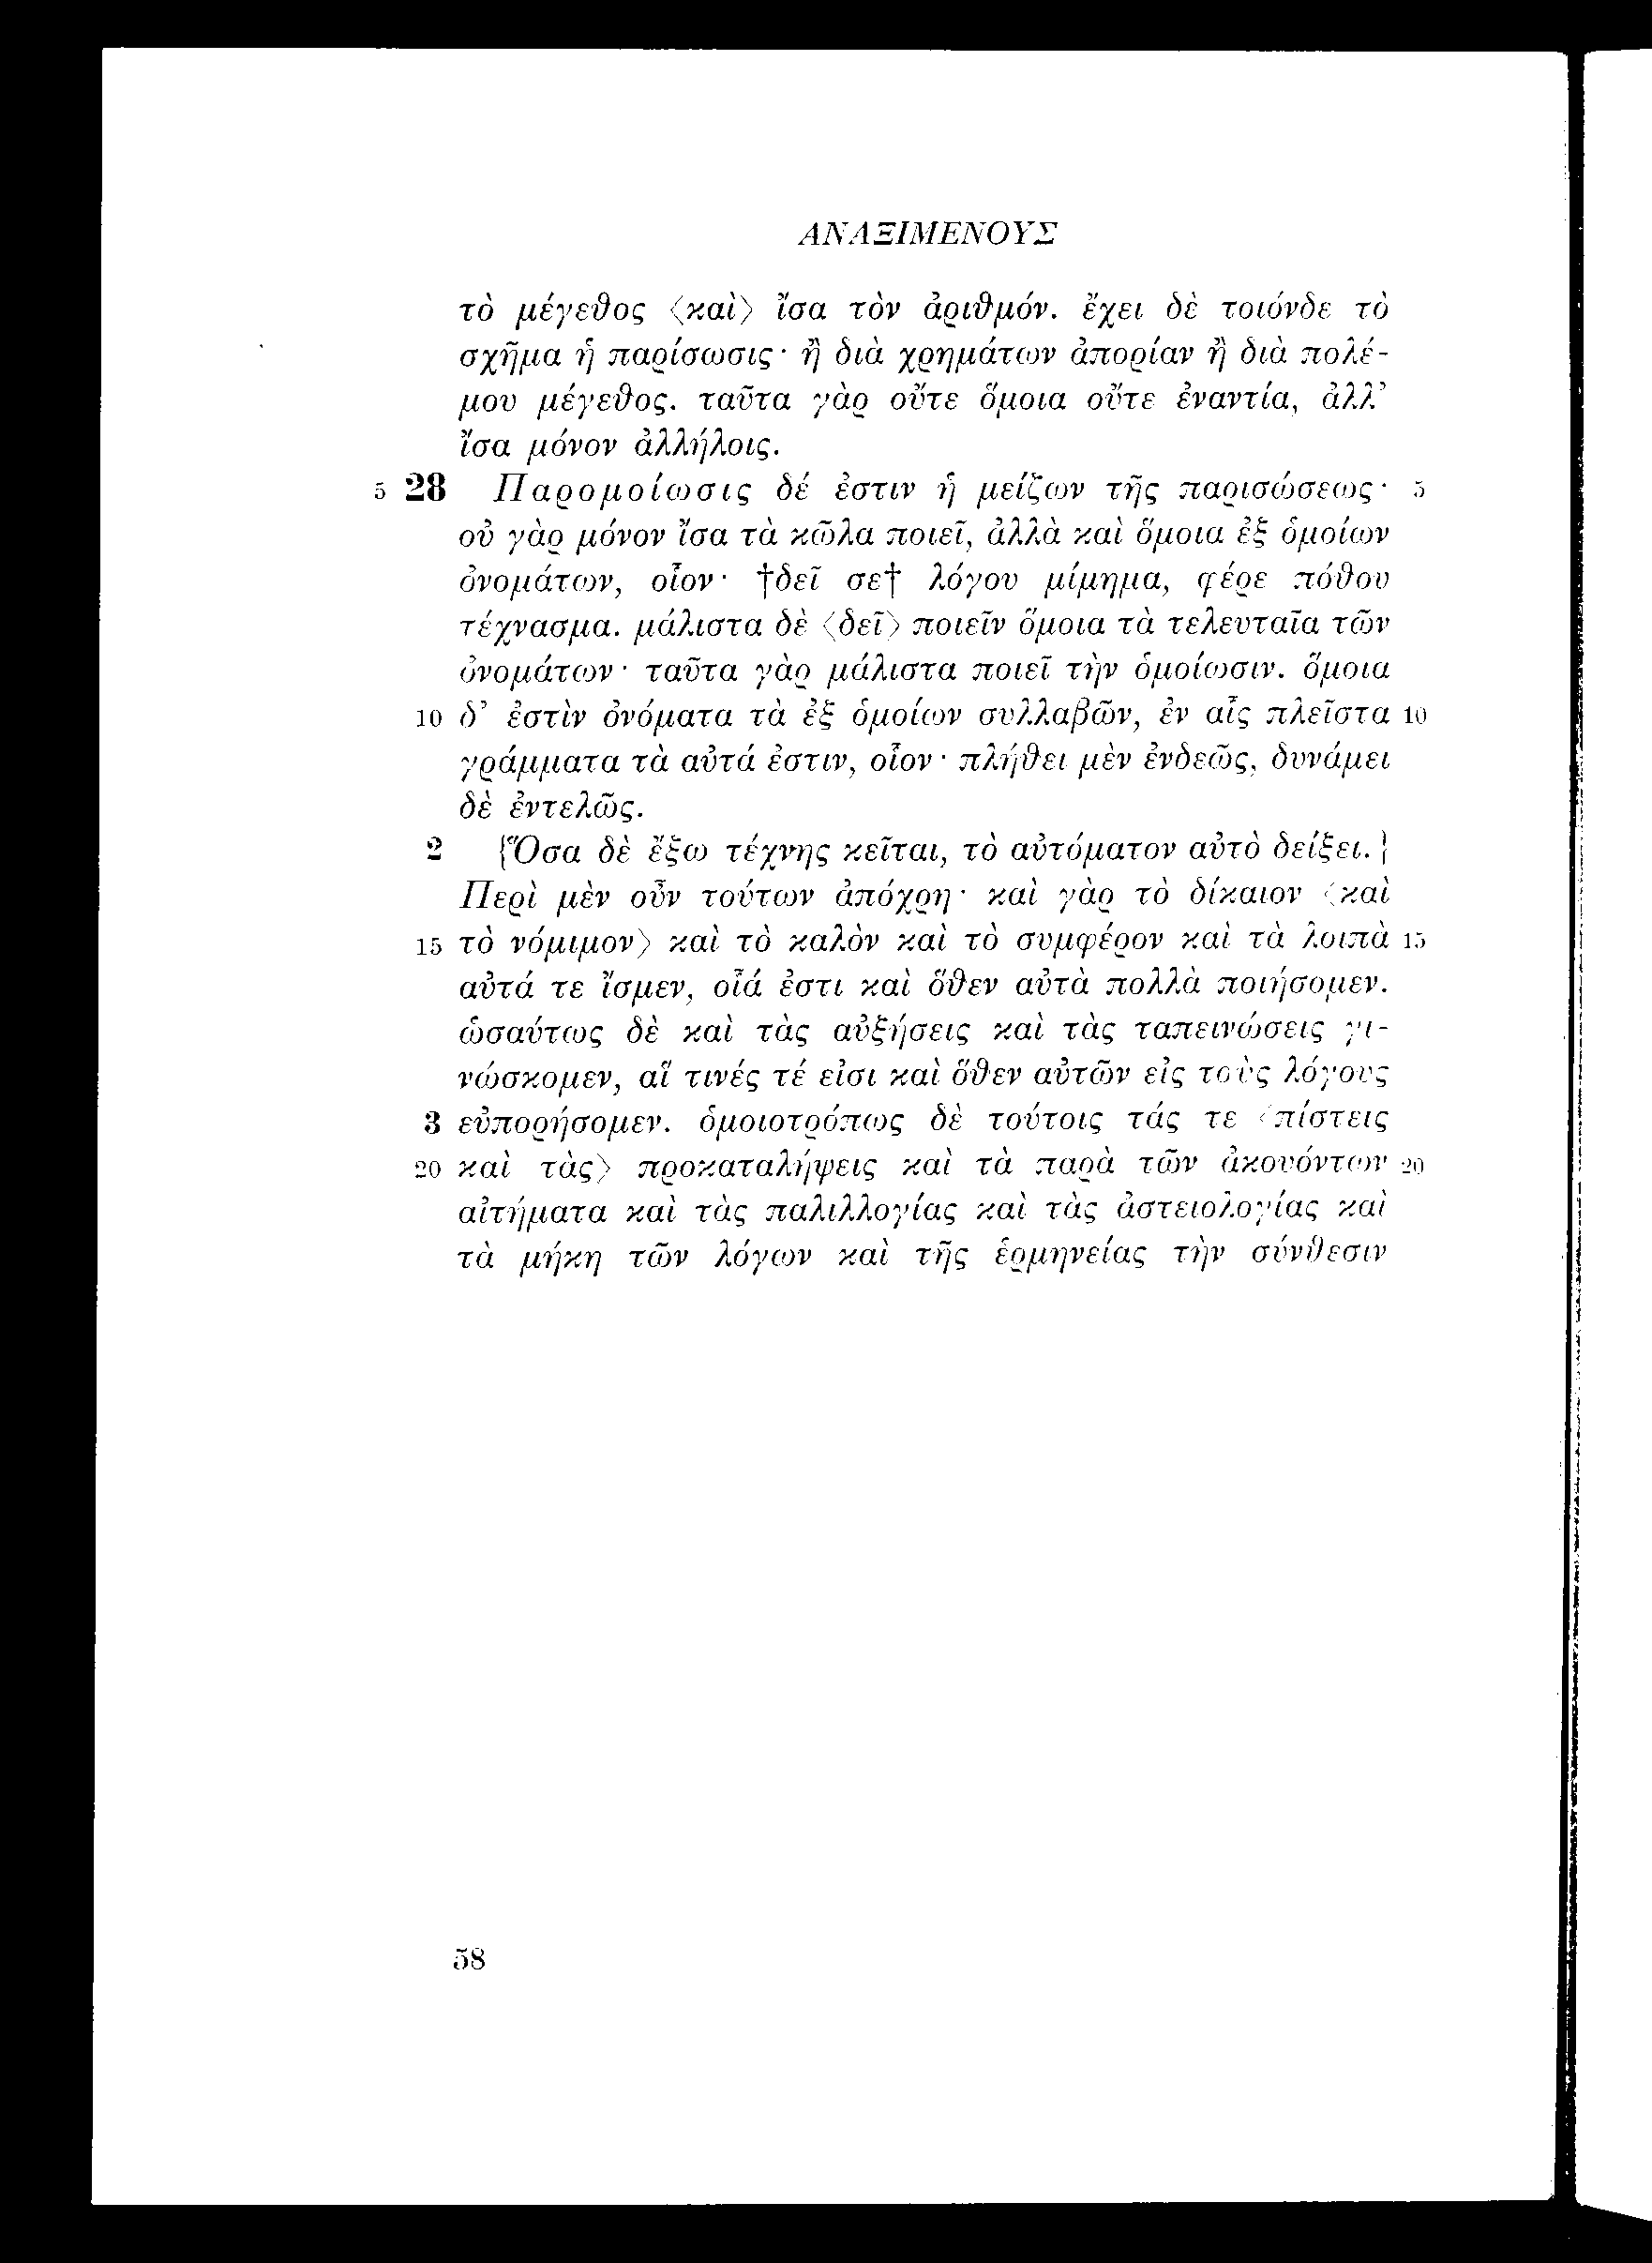 ΑΝΑΞΙΜΕΝΟΥΣ
τὸ μέγεθος 〈καὶ〉 ἴσα τὸν ἀριθμόν. ἔχει δὲ τοιόνδε τὸ
σχῆμα ἡ παρίσωσις· ἢ διὰ χρημάτων ἀπορίαν ἢ διὰ πολέ-
μου μέγεθος. ταῦτα γὰρ οὔτε ὅμοια οὔτε ἐναντία, ἀλλ’
ἴσα μόνον ἀλλήλοις.
5 28 Παρομοίωσις δέ ἐστιν ἡ μείζων τῆς παρισώσεως· 5
οὐ γὰρ μόνον ἴσα τὰ κῶλα ποιεῖ, ἀλλὰ καὶ ὅμοια ἐξ ὁμοίων
ὀνομάτων, οἷον· †δεῖ σε† λόγου μίμημα, φέρε πόθου
τέχνασμα. μάλιστα δὲ 〈δεῖ〉 ποιεῖν ὅμοια τὰ τελευταῖα τῶν
ὀνομάτων· ταῦτα γὰρ μάλιστα ποιεῖ τὴν ὁμοίωσιν. ὅμοια
10 δ’ ἐστὶν ὀνόματα τὰ ἐξ ὁμοίων συλλαβῶν, ἐν αἷς πλεῖστα 10
γράμματα τὰ αὐτά ἐστιν, οἷον· πλήθει μὲν ἐνδεῶς, δυνάμει
δὲ ἐντελῶς.
2 {Ὅσα δὲ ἔξω τέχνης κεῖται, τὸ αὐτόματον αὐτὸ δείξει.}
Περὶ μὲν οὖν τούτων ἀπόχρη· καὶ γὰρ τὸ δίκαιον 〈καὶ
15 τὸ νόμιμον〉 καὶ τὸ καλὸν καὶ τὸ συμφέρον καὶ τὰ λοιπὰ 15
αὐτά τε ἴσμεν, οἷά ἐστι καὶ ὅθεν αὐτὰ πολλὰ ποιήσομεν.
ὡσαύτως δὲ καὶ τὰς αὐξήσεις καὶ τὰς ταπεινώσεις γι-
νώσκομεν, αἵ τινές τέ εἰσι καὶ ὅθεν αὐτῶν εἰς τοὺς λόγους
3 εὐπορήσομεν. ὁμοιοτρόπως δὲ τούτοις τάς τε 〈πίστεις
20 καὶ τὰς〉 προκαταλήψεις καὶ τὰ παρὰ τῶν ἀκουόντων 20
αἰτήματα καὶ τὰς παλιλλογίας καὶ τὰς ἀστειολογίας καὶ
τὰ μήκη τῶν λόγων καὶ τῆς ἑρμηνείας τὴν σύνθεσιν
58